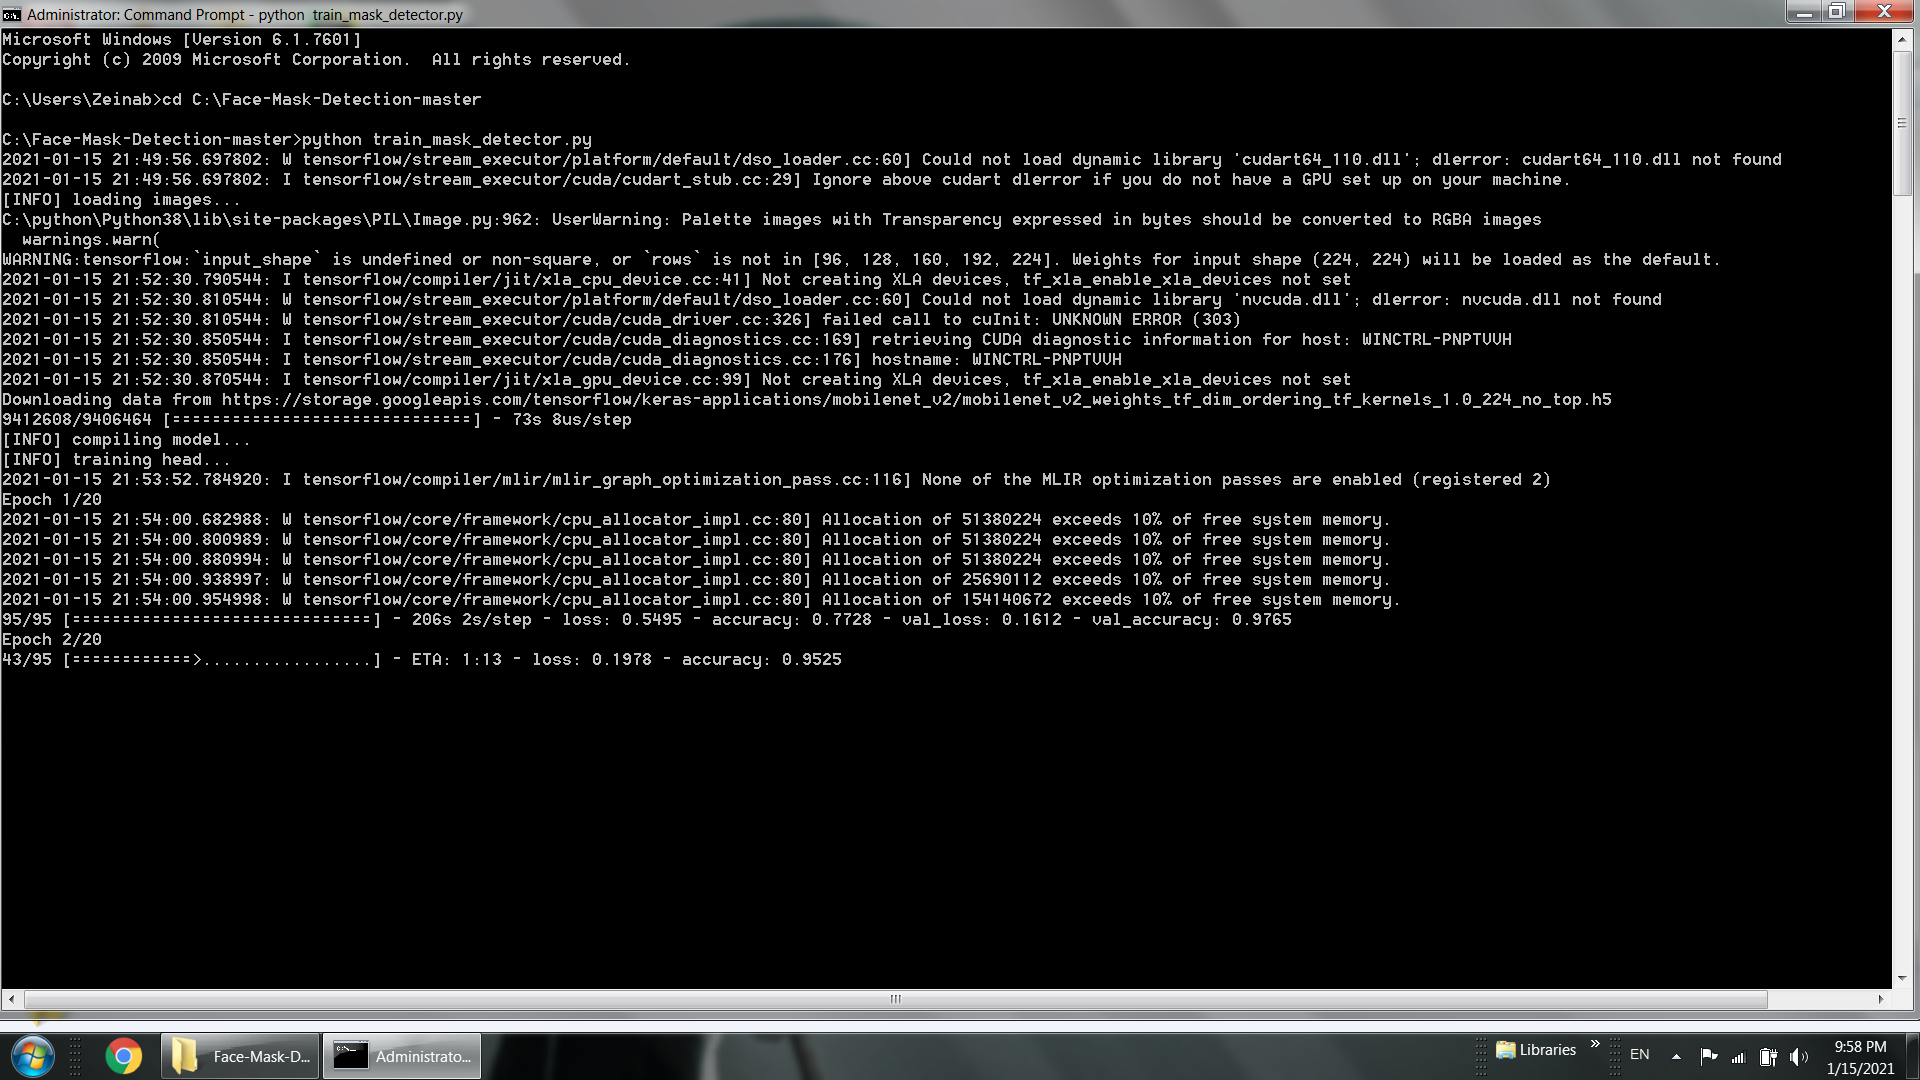 Administrator: Command Prompt - python  train_mask_detector.py
Microsoft Windows [Version 6.1.7601]
Copyright (c) 2009 Microsoft Corporation.  All rights reserved.
C:\Users\Zeinab>cd C:\Face-Mask-Detection-master
C:\Face-Mask-Detection-master>python train_mask_detector.py
2021-01-15 21:49:56.697802: W tensorflow/stream_executor/platform/default/dso_loader.cc:60] Could not load dynamic library 'cudart64_110.dll'; dlerror: cudart64_110.dll not found
2021-01-15 21:49:56.697802: I tensorflow/stream_executor/cuda/cudart_stub.cc:29] Ignore above cudart dlerror if you do not have a GPU set up on your machine.
[INFO] loading images...
C:\python\Python38\lib\site-packages\PIL\Image.py:962: UserWarning: Palette images with Transparency expressed in bytes should be converted to RGBA images
  warnings.warn(
WARNING:tensorflow:`input_shape` is undefined or non-square, or `rows` is not in [96, 128, 160, 192, 224]. Weights for input shape (224, 224) will be loaded as the default.
2021-01-15 21:52:30.790544: I tensorflow/compiler/jit/xla_cpu_device.cc:41] Not creating XLA devices, tf_xla_enable_xla_devices not set
2021-01-15 21:52:30.810544: W tensorflow/stream_executor/platform/default/dso_loader.cc:60] Could not load dynamic library 'nvcuda.dll'; dlerror: nvcuda.dll not found
2021-01-15 21:52:30.810544: W tensorflow/stream_executor/cuda/cuda_driver.cc:326] failed call to cuInit: UNKNOWN ERROR (303)
2021-01-15 21:52:30.850544: I tensorflow/stream_executor/cuda/cuda_diagnostics.cc:169] retrieving CUDA diagnostic information for host: WINCTRL-PNPTVVH
2021-01-15 21:52:30.850544: I tensorflow/stream_executor/cuda/cuda_diagnostics.cc:176] hostname: WINCTRL-PNPTVVH
2021-01-15 21:52:30.870544: I tensorflow/compiler/jit/xla_gpu_device.cc:99] Not creating XLA devices, tf_xla_enable_xla_devices not set
Downloading data from https://storage.googleapis.com/tensorflow/keras-applications/mobilenet_v2/mobilenet_v2_weights_tf_dim_ordering_tf_kernels_1.0_224_no_top.h5
9412608/9406464 [==============================] - 73s 8us/step
[INFO] compiling model...
[INFO] training head...
2021-01-15 21:53:52.784920: I tensorflow/compiler/mlir/mlir_graph_optimization_pass.cc:116] None of the MLIR optimization passes are enabled (registered 2)
Epoch 1/20
2021-01-15 21:54:00.682988: W tensorflow/core/framework/cpu_allocator_impl.cc:80] Allocation of 51380224 exceeds 10% of free system memory.
2021-01-15 21:54:00.800989: W tensorflow/core/framework/cpu_allocator_impl.cc:80] Allocation of 51380224 exceeds 10% of free system memory.
2021-01-15 21:54:00.880994: W tensorflow/core/framework/cpu_allocator_impl.cc:80] Allocation of 51380224 exceeds 10% of free system memory.
2021-01-15 21:54:00.938997: W tensorflow/core/framework/cpu_allocator_impl.cc:80] Allocation of 25690112 exceeds 10% of free system memory.
2021-01-15 21:54:00.954998: W tensorflow/core/framework/cpu_allocator_impl.cc:80] Allocation of 154140672 exceeds 10% of free system memory.
95/95 [==============================] - 206s 2s/step - loss: 0.5495 - accuracy: 0.7728 - val_loss: 0.1612 - val_accuracy: 0.9765
Epoch 2/20
43/95 [============>.................] - ETA: 1:13 - loss: 0.1978 - accuracy: 0.9525
Face-Mask-D...
Administrato...
Libraries
EN
9:58 PM
1/15/2021